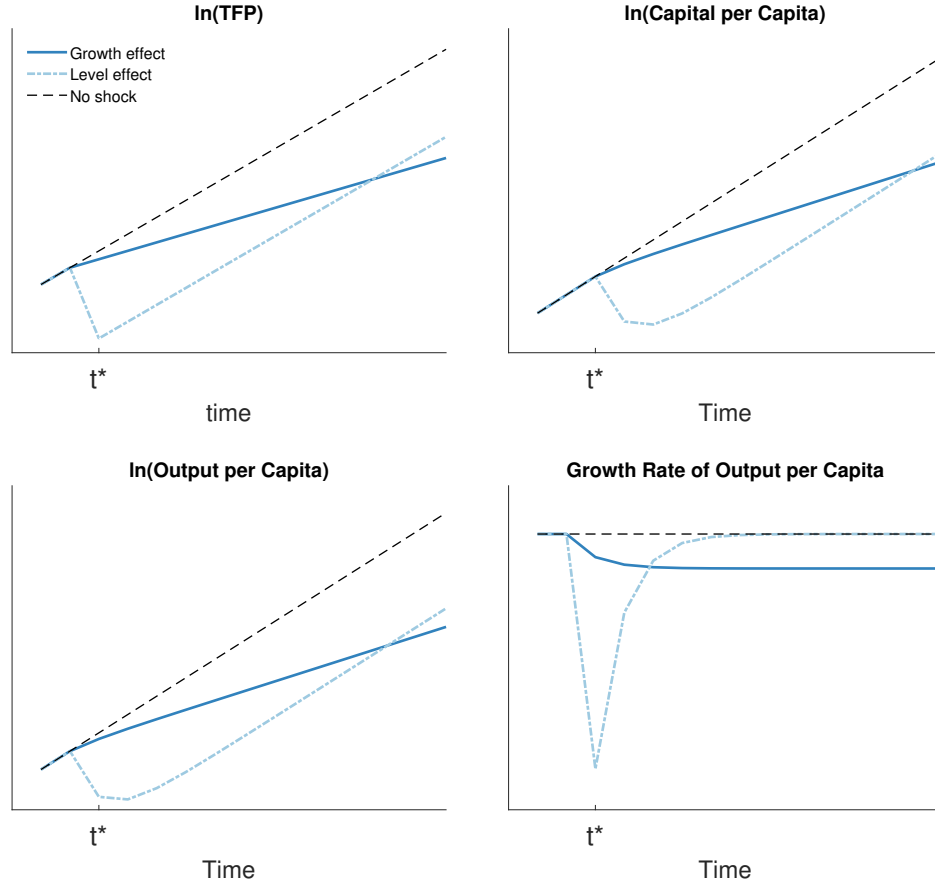 ln(TFP)
Growth effect
Level effect
No shock
t*
time
ln(Capital per Capita)
t*
Time
ln(Output per Capita)
t*
Time
Growth Rate of Output per Capita
t*
Time